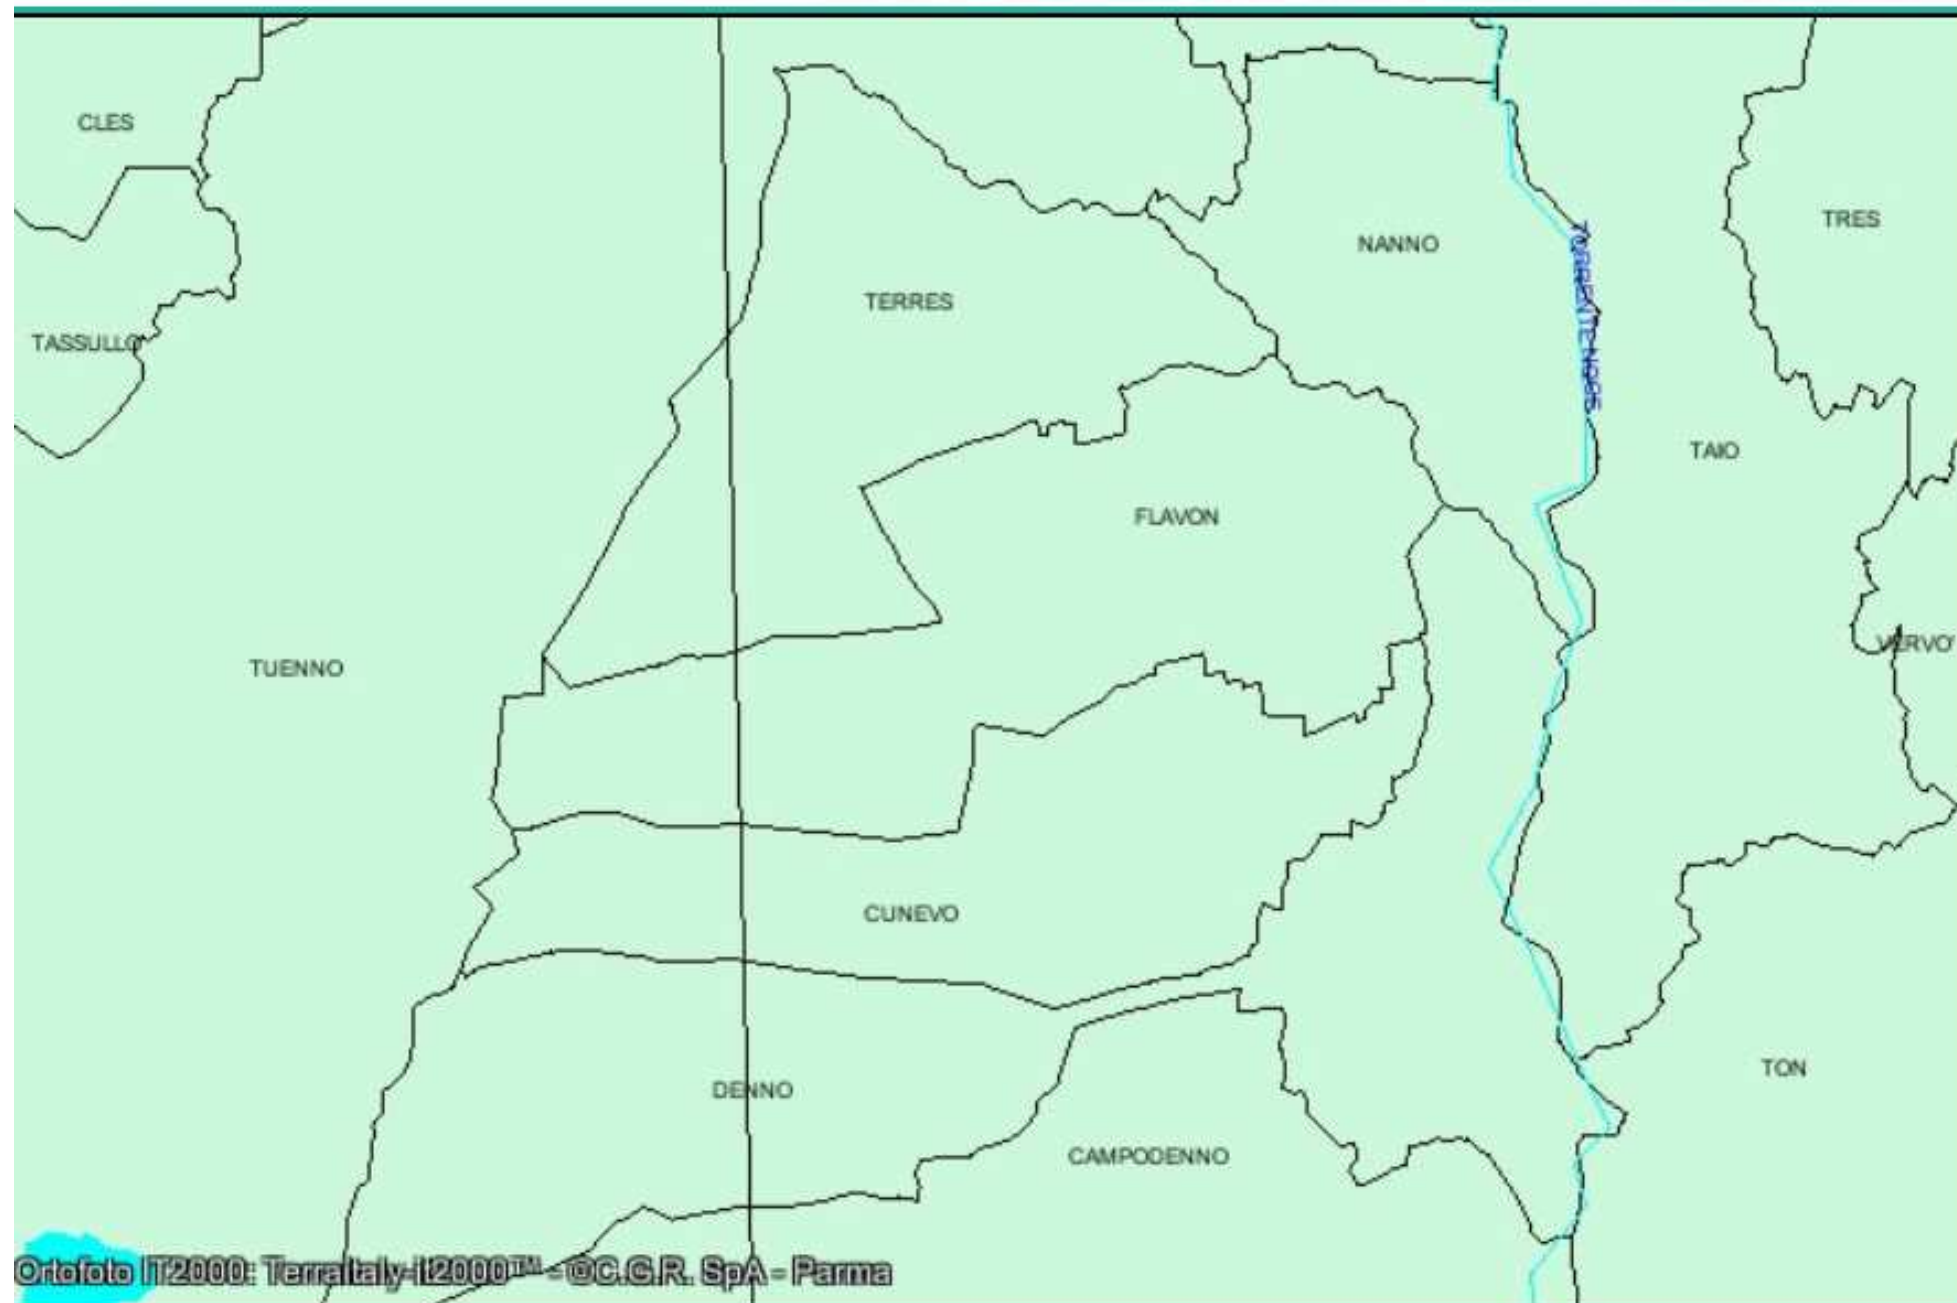 CLES
TRES
NANNO
TORRENTE NOCE
TERRES
TASSULLO
TAIO
FLAVON
VERVO'
TUENNO
CUNEVO
TON
DENNO
CAMPODENNO
Ortofoto IT2000: TerraItaly-it2000™ - ©C.G.R. SpA - Parma